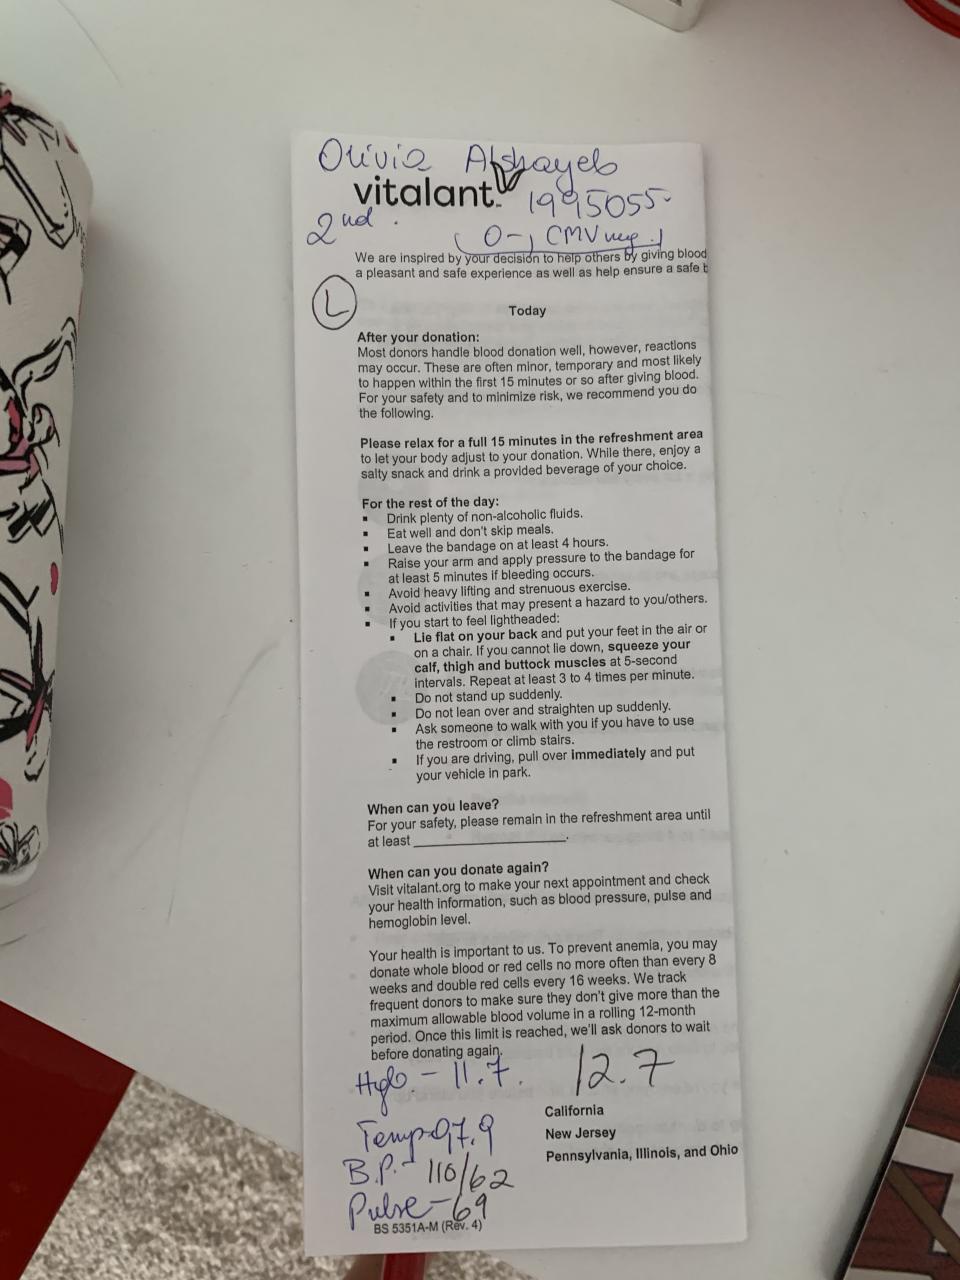 Olivia Alshayeb
vitalant
1995055
2nd.
(O-, CMV neg.)
We are inspired by your decision to help others by giving blood
a pleasant and safe experience as well as help ensure a safe b
L
Today
After your donation:
Most donors handle blood donation well, however, reactions
may occur. These are often minor, temporary and most likely
to happen within the first 15 minutes or so after giving blood.
For your safety and to minimize risk, we recommend you do
the following.
Please relax for a full 15 minutes in the refreshment area
to let your body adjust to your donation. While there, enjoy a
salty snack and drink a provided beverage of your choice.
For the rest of the day:
▪ Drink plenty of non-alcoholic fluids.
▪ Eat well and don't skip meals.
▪ Leave the bandage on at least 4 hours.
▪ Raise your arm and apply pressure to the bandage for
at least 5 minutes if bleeding occurs.
▪ Avoid heavy lifting and strenuous exercise.
▪ Avoid activities that may present a hazard to you/others.
▪ If you start to feel lightheaded:
▪ Lie flat on your back and put your feet in the air or
on a chair. If you cannot lie down, squeeze your
calf, thigh and buttock muscles at 5-second
intervals. Repeat at least 3 to 4 times per minute.
▪ Do not stand up suddenly.
▪ Do not lean over and straighten up suddenly.
▪ Ask someone to walk with you if you have to use
the restroom or climb stairs.
▪ If you are driving, pull over immediately and put
your vehicle in park.
When can you leave?
For your safety, please remain in the refreshment area until
at least ____________________.
When can you donate again?
Visit vitalant.org to make your next appointment and check
your health information, such as blood pressure, pulse and
hemoglobin level.
Your health is important to us. To prevent anemia, you may
donate whole blood or red cells no more often than every 8
weeks and double red cells every 16 weeks. We track
frequent donors to make sure they don't give more than the
maximum allowable blood volume in a rolling 12-month
period. Once this limit is reached, we'll ask donors to wait
before donating again.
Hgb. - 11.7. 12.7
California
Temp-97.9
New Jersey
Pennsylvania, Illinois, and Ohio
B.P.- 110/62
Pulse-69
BS 5351A-M (Rev. 4)